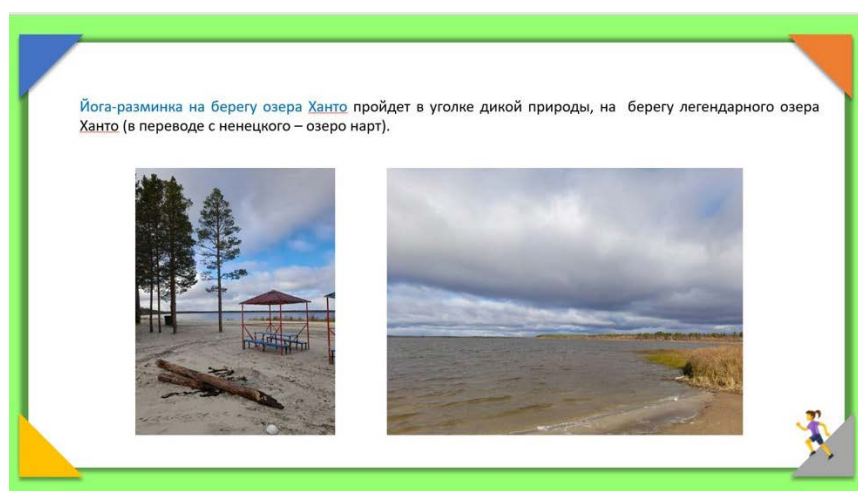 Йога-разминка на берегу озера Ханто пройдет в уголке дикой природы, на берегу легендарного озера
Ханто (в переводе с ненецкого – озеро нарт).